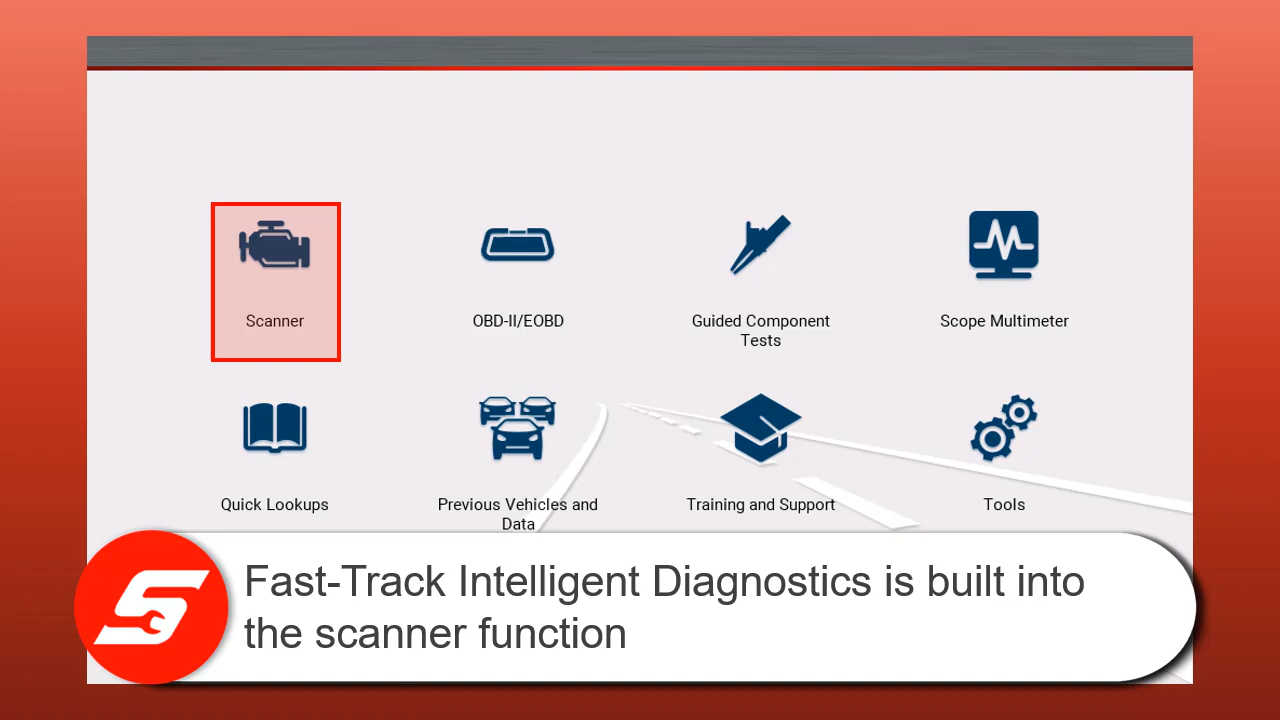 Scanner
OBD-II/EOBD
Guided Component
Tests
Scope Multimeter
Quick Lookups
Previous Vehicles and
Data
Training and Support
Tools
Fast-Track Intelligent Diagnostics is built into
the scanner function